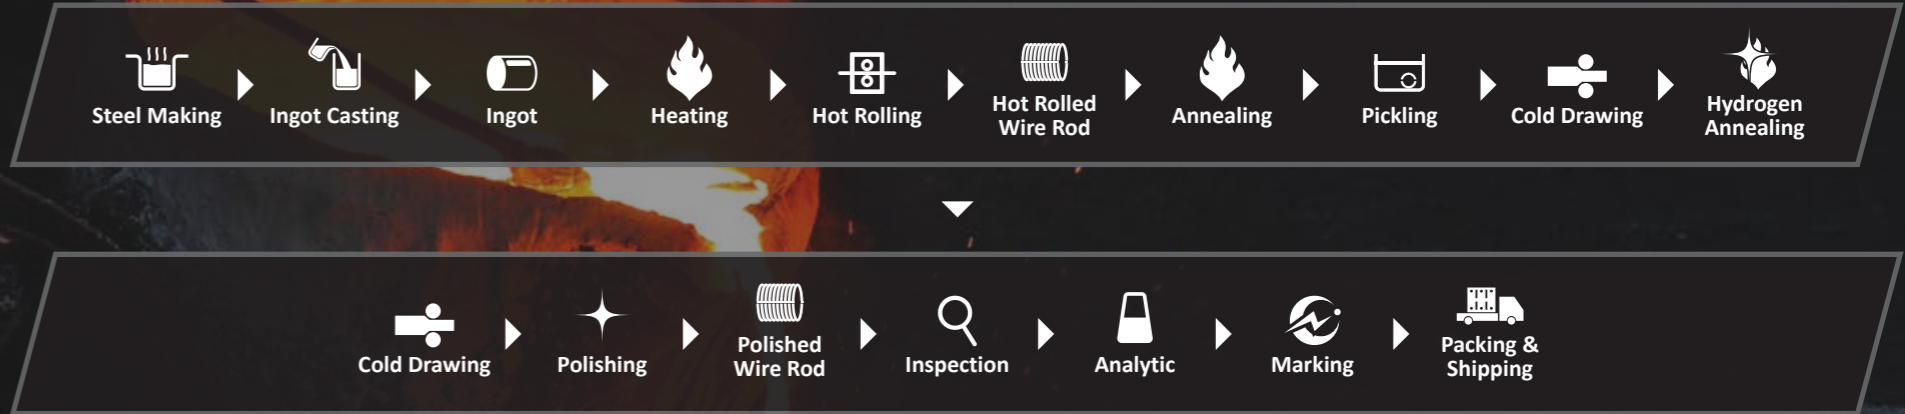 Steel Making
Ingot Casting
Ingot
Heating
Hot Rolling
Hot Rolled
Wire Rod
Annealing
Pickling
Cold Drawing
Hydrogen
Annealing
Cold Drawing
Polishing
Polished
Wire Rod
Inspection
Analytic
Marking
Packing &
Shipping